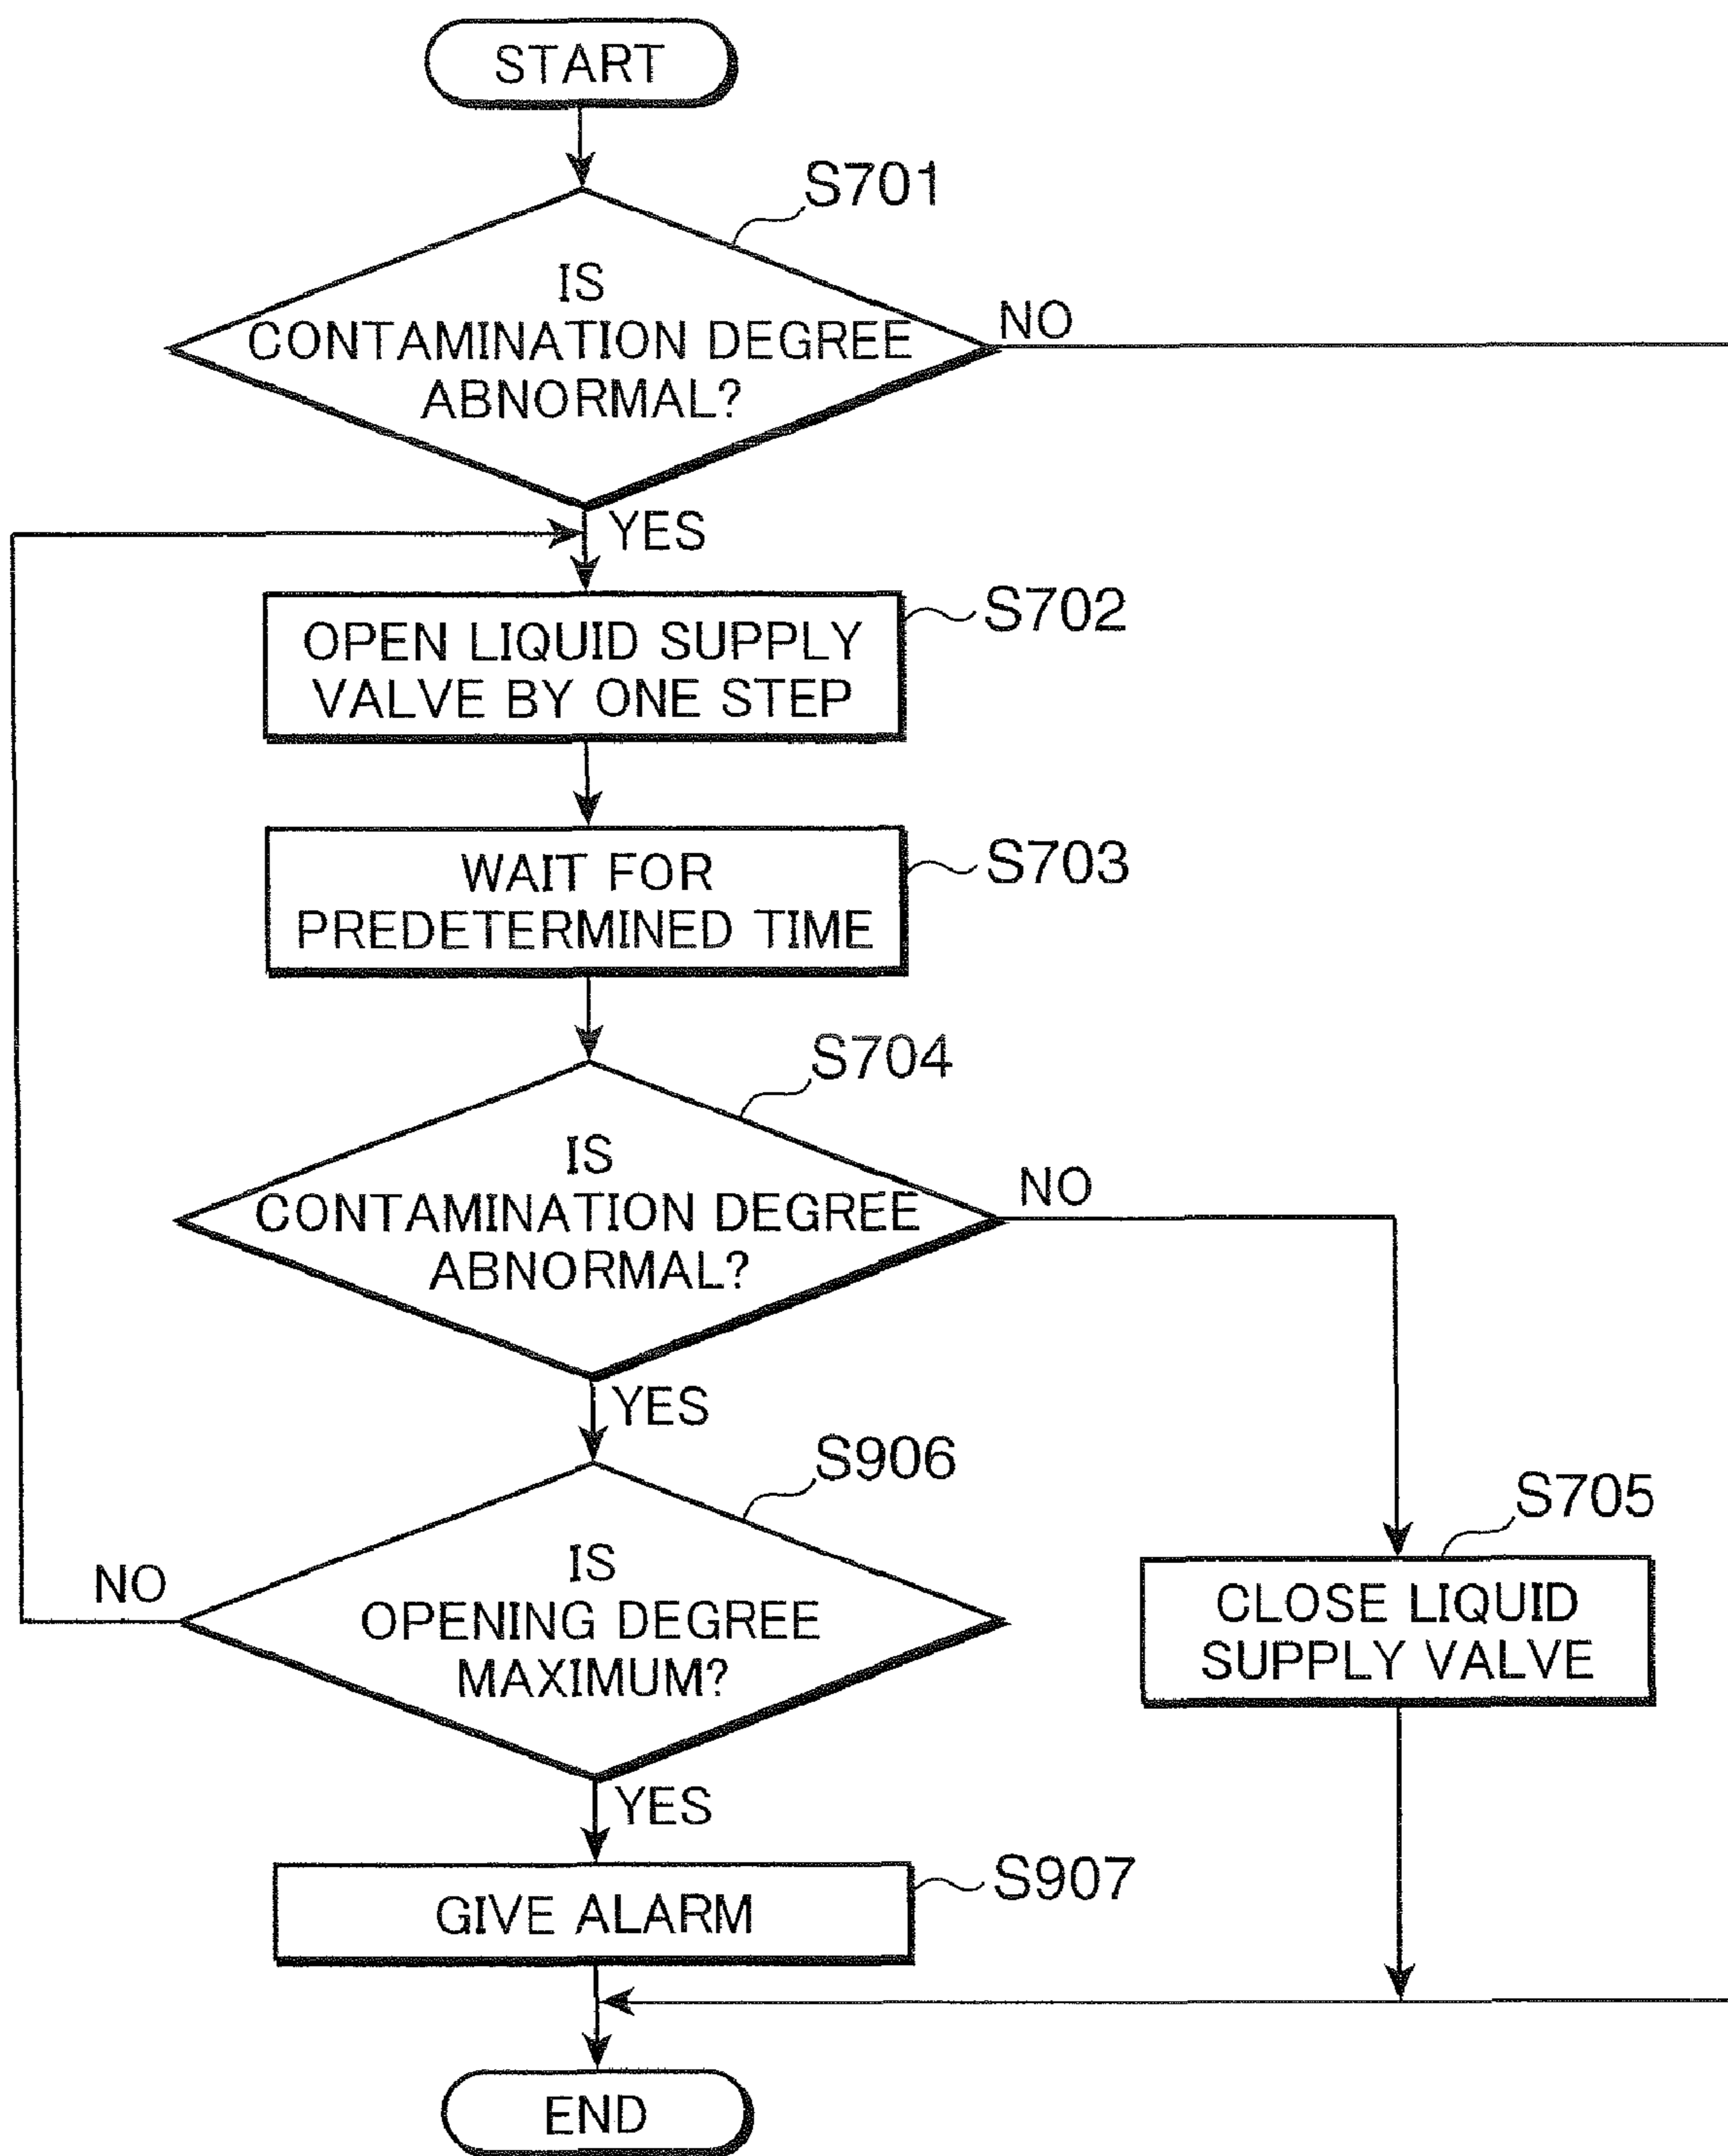 START
S701
IS
CONTAMINATION DEGREE
ABNORMAL?
NO
YES
S702
OPEN LIQUID SUPPLY
VALVE BY ONE STEP
S703
WAIT FOR
PREDETERMINED TIME
S704
IS
CONTAMINATION DEGREE
ABNORMAL?
NO
YES
S906
IS
OPENING DEGREE
MAXIMUM?
NO
S705
CLOSE LIQUID
SUPPLY VALVE
YES
S907
GIVE ALARM
END